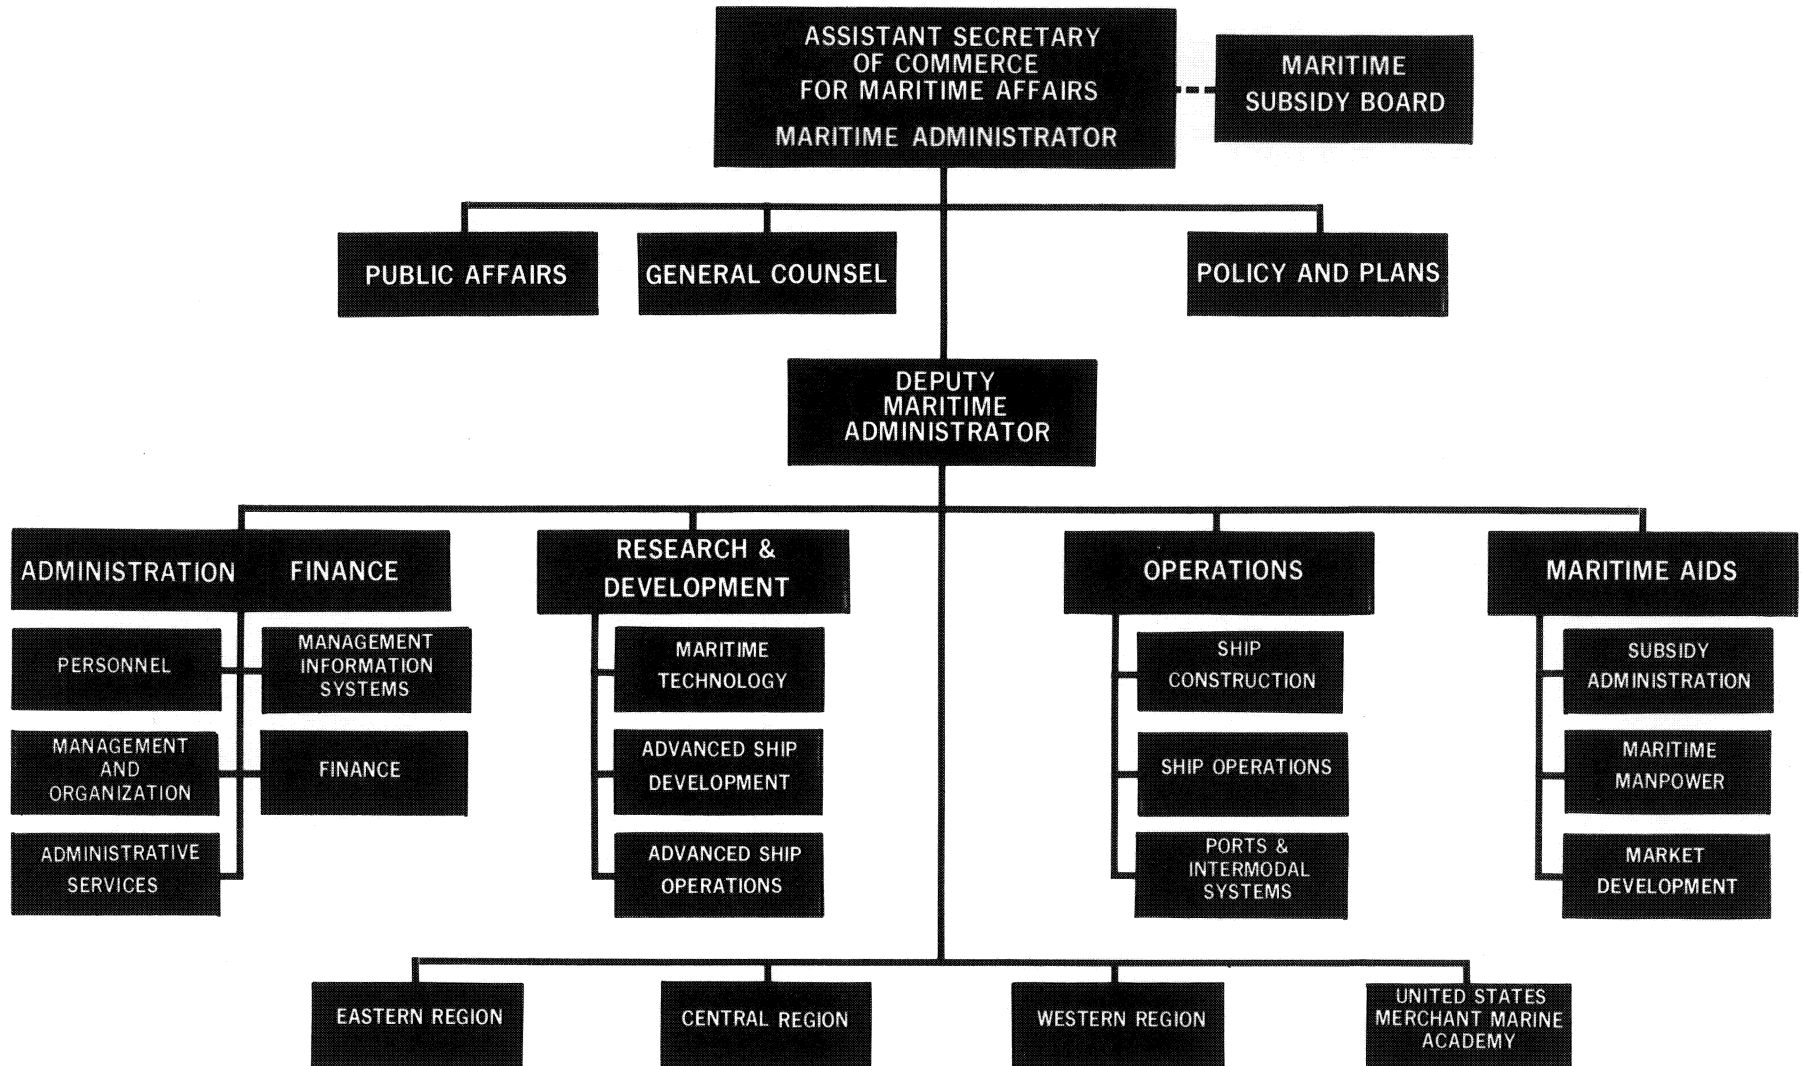 ASSISTANT SECRETARY
OF COMMERCE
FOR MARITIME AFFAIRS
MARITIME ADMINISTRATOR
MARITIME
SUBSIDY BOARD
PUBLIC AFFAIRS
GENERAL COUNSEL
POLICY AND PLANS
DEPUTY
MARITIME
ADMINISTRATOR
ADMINISTRATION FINANCE
RESEARCH &
DEVELOPMENT
OPERATIONS
MARITIME AIDS
PERSONNEL
MANAGEMENT
INFORMATION
SYSTEMS
MARITIME
TECHNOLOGY
SHIP
CONSTRUCTION
SUBSIDY
ADMINISTRATION
MANAGEMENT
AND
ORGANIZATION
FINANCE
ADVANCED SHIP
DEVELOPMENT
SHIP OPERATIONS
MARITIME
MANPOWER
ADMINISTRATIVE
SERVICES
ADVANCED SHIP
OPERATIONS
PORTS &
INTERMODAL
SYSTEMS
MARKET
DEVELOPMENT
EASTERN REGION
CENTRAL REGION
WESTERN REGION
UNITED STATES
MERCHANT MARINE
ACADEMY